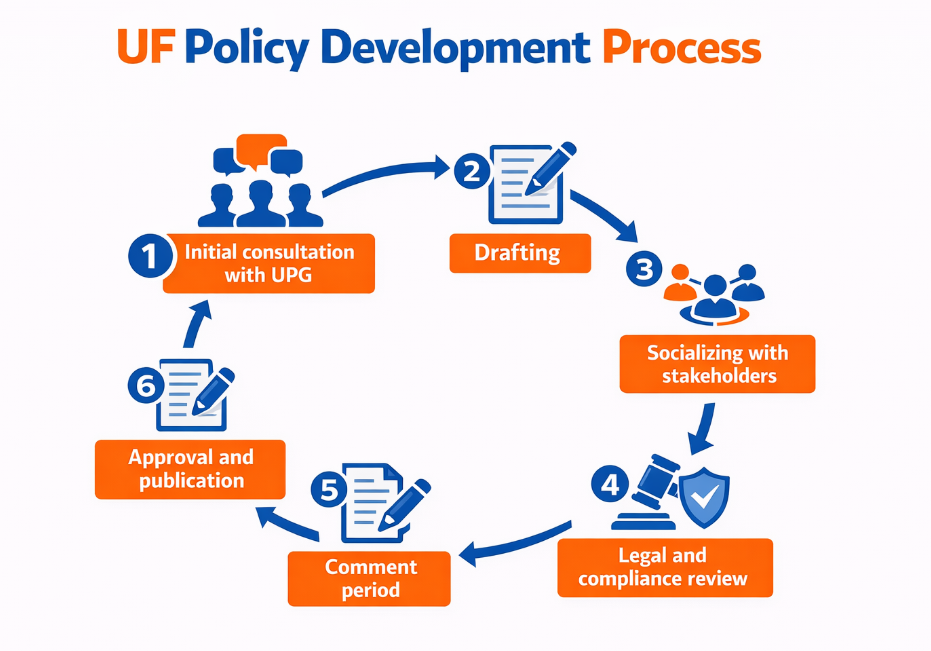 UF Policy Development Process
1
Initial consultation
with UPG
2
Drafting
3
Socializing with
stakeholders
4
Legal and
compliance review
5
Comment
period
6
Approval and
publication